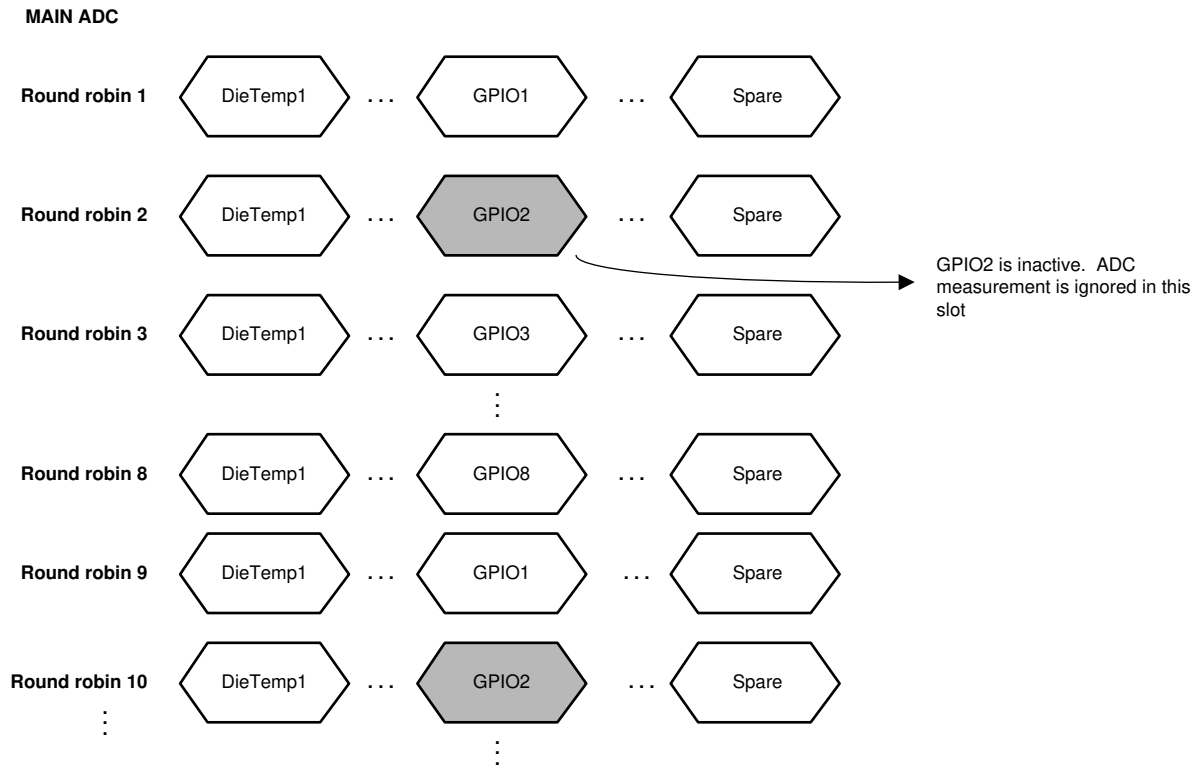 MAIN ADC
Round robin 1 DieTemp1 ... GPIO1 ... Spare
Round robin 2 DieTemp1 ... GPIO2 ... Spare
GPIO2 is inactive. ADC
measurement is ignored in this
slot
Round robin 3 DieTemp1 ... GPIO3 ... Spare
Round robin 8 DieTemp1 ... GPIO8 ... Spare
Round robin 9 DieTemp1 ... GPIO1 ... Spare
Round robin 10 DieTemp1 ... GPIO2 ... Spare